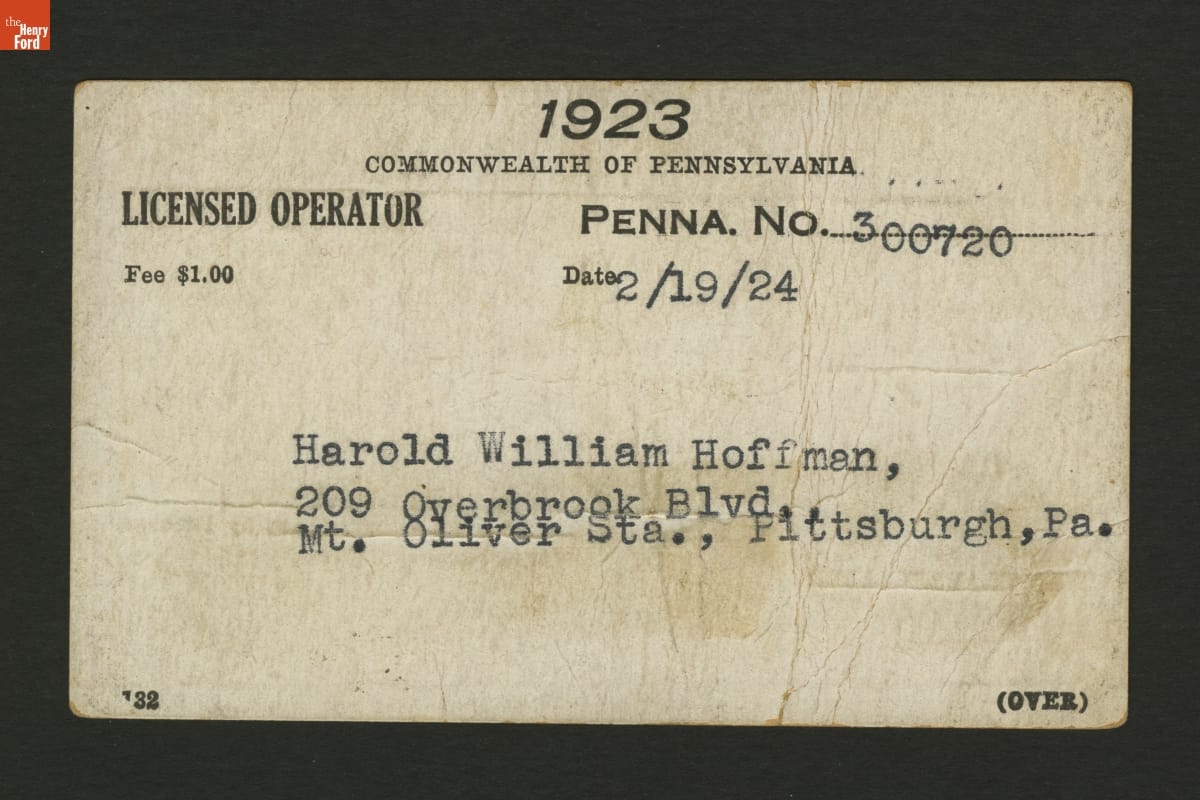 the
Henry
Ford
1923
COMMONWEALTH OF PENNSYLVANIA
LICENSED OPERATOR
PENNA. NO. 300720
Fee $1.00
Date 2/19/24
Harold William Hoffman,
209 Overbrook Blvd.,
Mt. Oliver Sta., Pittsburgh,Pa.
132
(OVER)